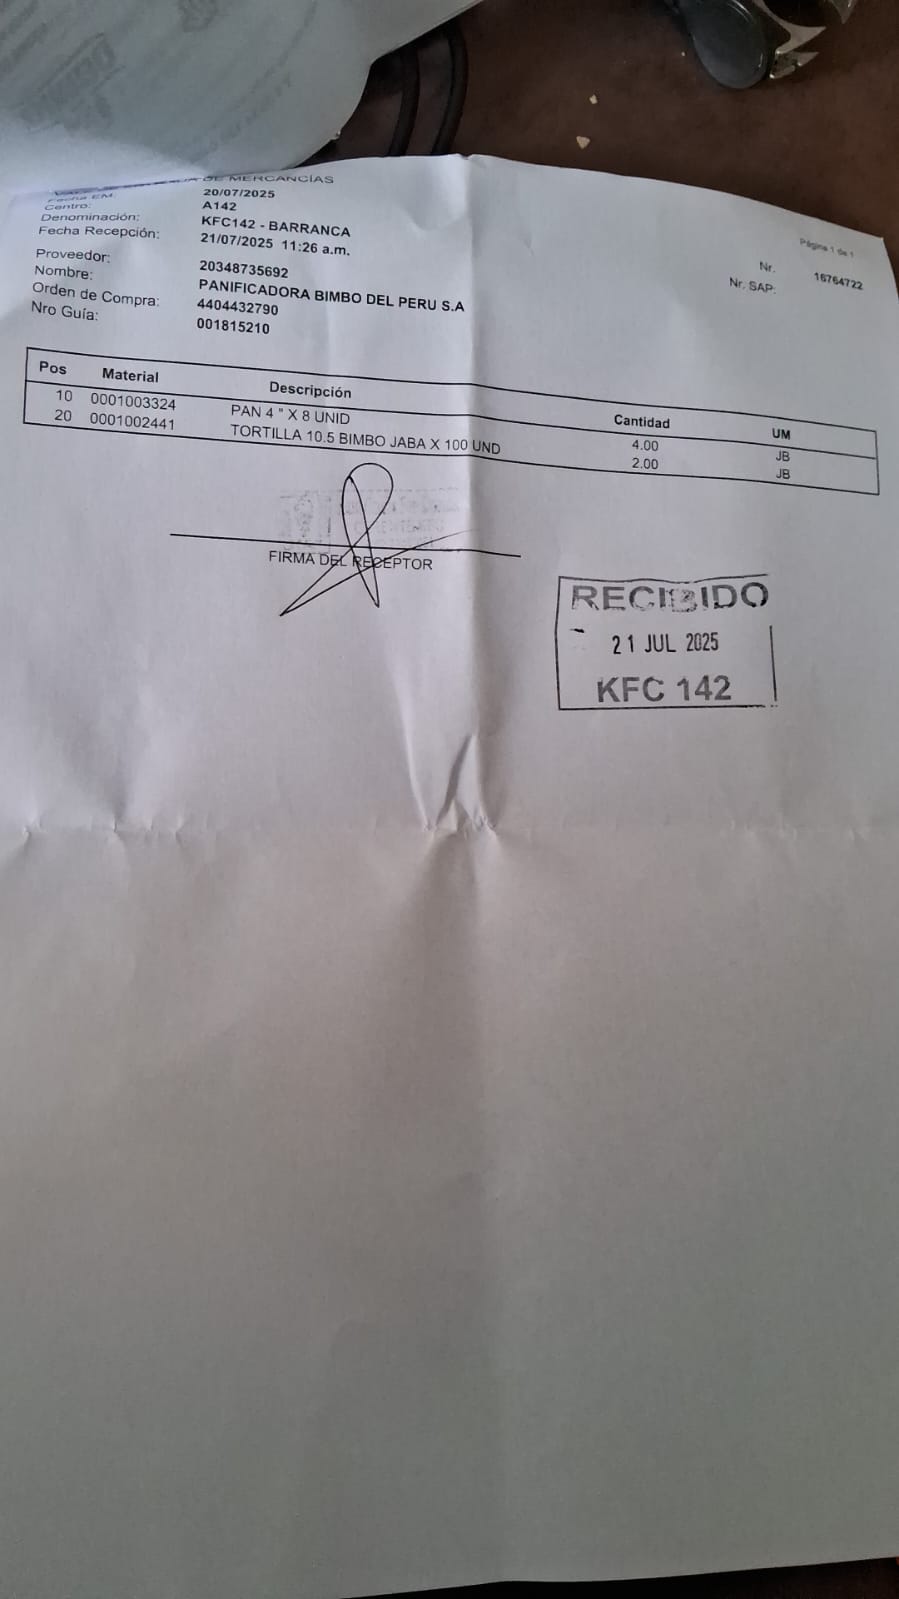 DE MERCANCÍAS
Fecha EM: 20/07/2025
Centro: A142
Denominación: KFC142 - BARRANCA
Fecha Recepción: 21/07/2025 11:26 a.m.
Página 1 de 1
Proveedor: 20348735692
Nr. 16764722
Nombre: PANIFICADORA BIMBO DEL PERU S.A
Nr. SAP:
Orden de Compra: 4404432790
Nro Guía: 001815210
Pos Material Descripción Cantidad UM
10 0001003324 PAN 4 " X 8 UNID 4.00 JB
20 0001002441 TORTILLA 10.5 BIMBO JABA X 100 UND 2.00 JB
FIRMA DEL RECEPTOR
RECIBIDO
21 JUL 2025
KFC 142